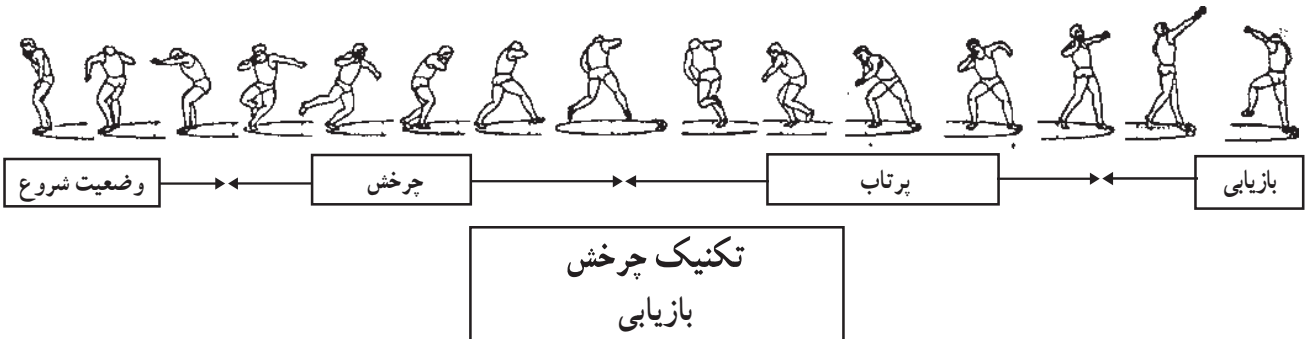 وضعیت شروع
چرخش
پرتاب
بازیابی
تکنیک چرخش
بازیابی